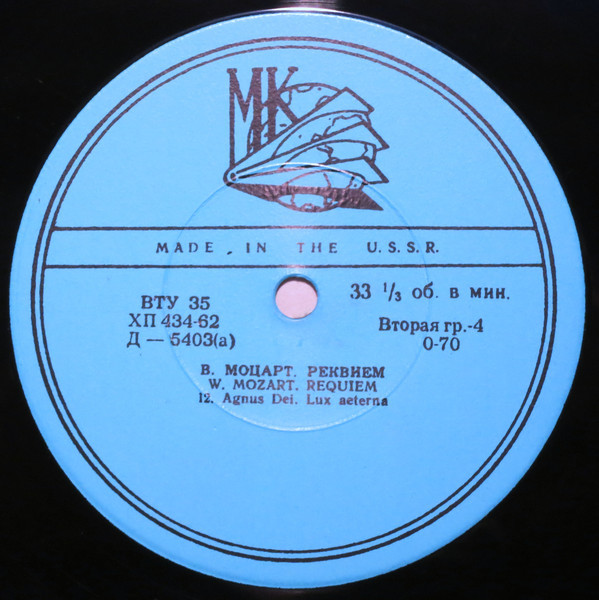 МК
MADE IN THE U.S.S.R.
ВТУ 35
ХП 434-62
Д — 5403(а)
33 1/3 об. в мин.
Вторая гр.-4
0-70
В. МОЦАРТ. РЕКВИЕМ
W. MOZART. REQUIEM
12. Agnus Dei. Lux aeterna